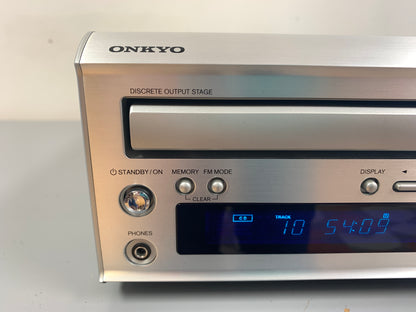 ONKYO
DISCRETE OUTPUT STAGE
STANDBY/ON MEMORY FM MODE DISPLAY
CLEAR
TRACK
10 54:09
PHONES